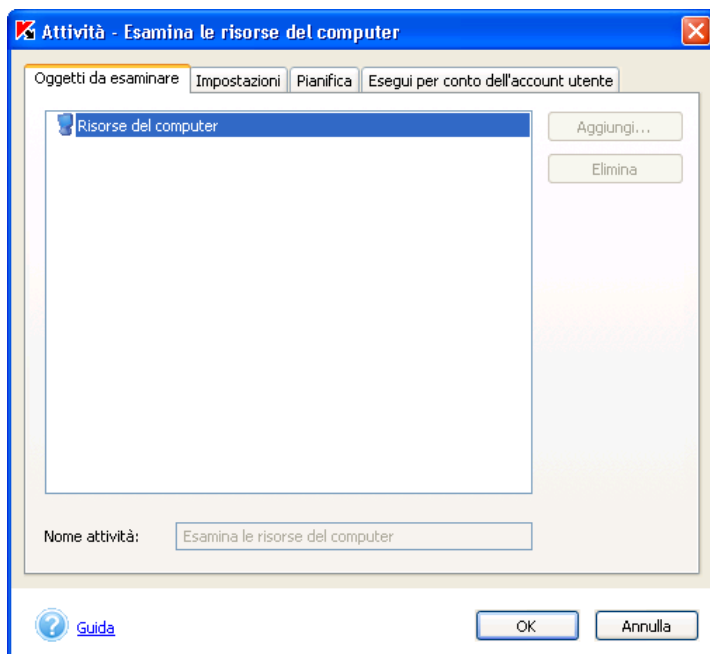 Attività - Esamina le risorse del computer
Oggetti da esaminare Impostazioni Pianifica Esegui per conto dell'account utente
Risorse del computer
Aggiungi...
Elimina
Nome attività: Esamina le risorse del computer
Guida OK Annulla